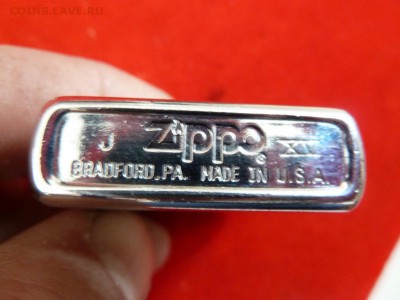 COINS.LAVE.RU
J Zippo® XV
BRADFORD, PA. MADE IN U.S.A.